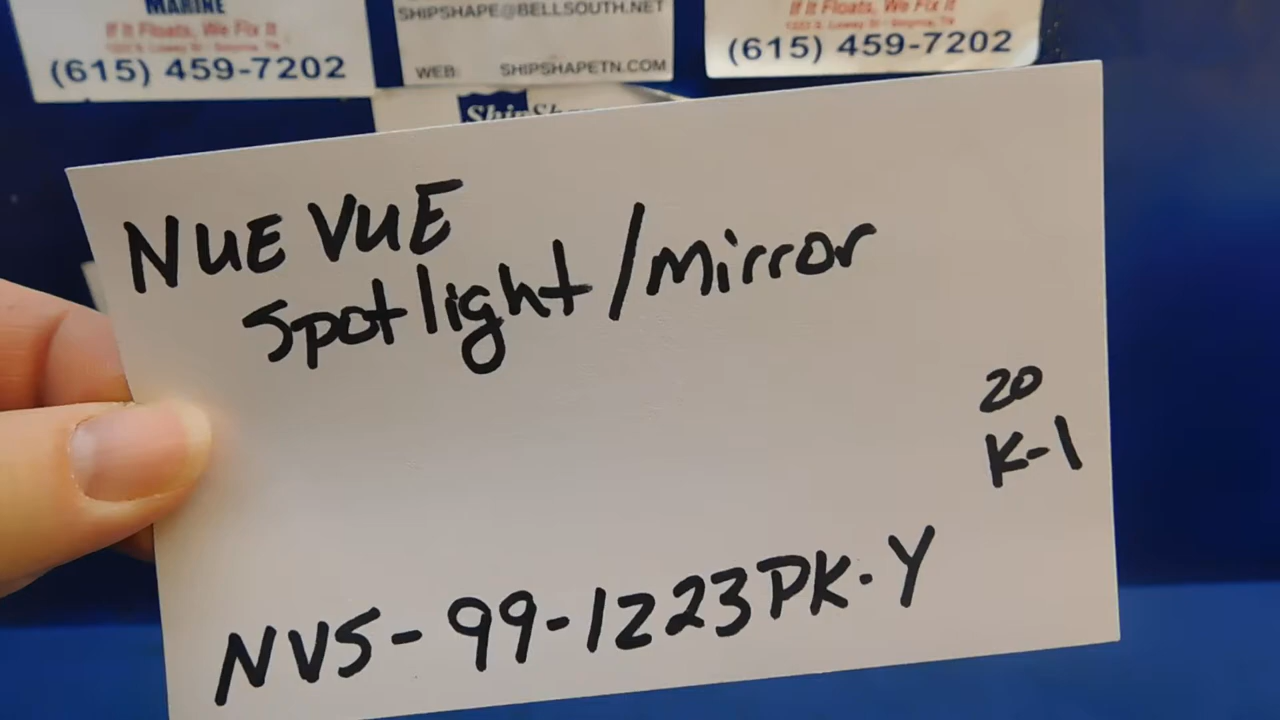 MARINE
If It Floats, We Fix It
(615) 459-7202
SHIPSHAPE@BELLSOUTH.NET
WEB: SHIPSHAPETN.COM
If It Floats, We Fix It
(615) 459-7202
NUE VUE
Spotlight/mirror
20
K-1
NVS-99-1223PK-Y